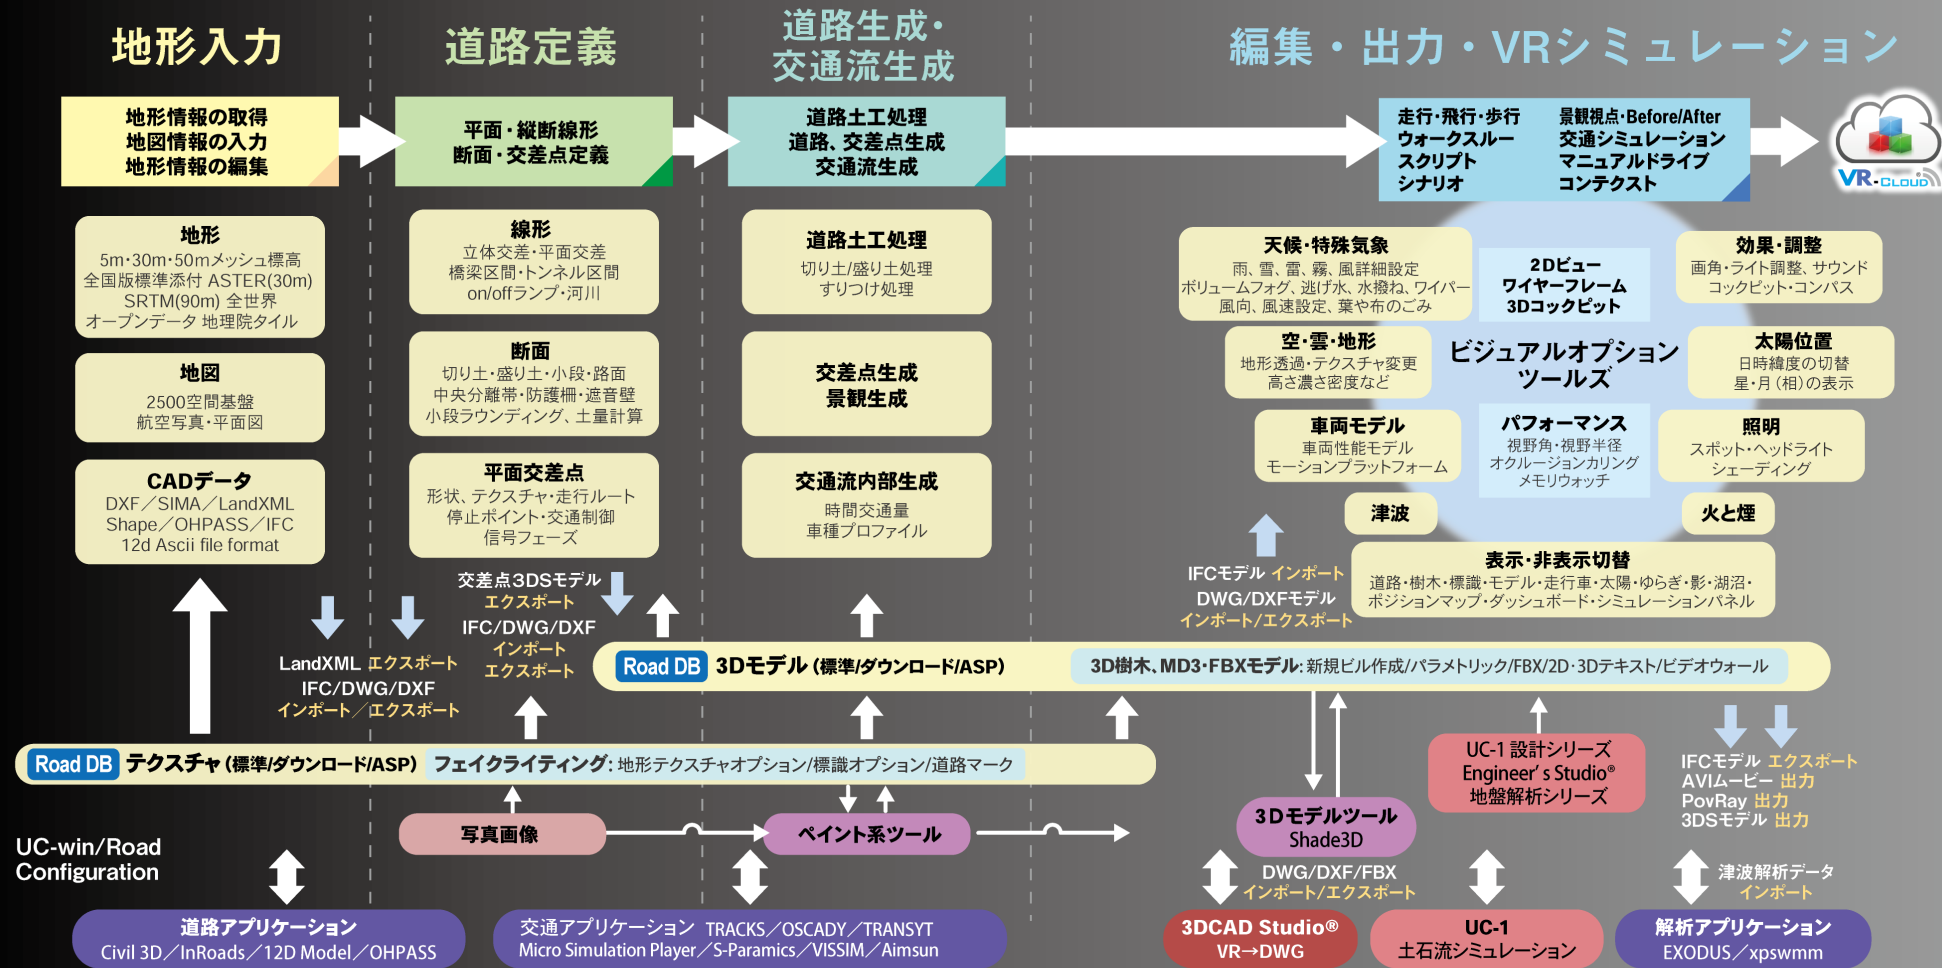 地形入力
地形情報の取得
地図情報の入力
地形情報の編集
地形
5m・30m・50mメッシュ標高
全国版標準添付 ASTER(30m)
SRTM(90m) 全世界
オープンデータ 地理院タイル
地図
2500空間基盤
航空写真・平面図
CADデータ
DXF／SIMA／LandXML
Shape／OHPASS／IFC
12d Ascii file format
道路定義
平面・縦断線形
断面・交差点定義
線形
立体交差・平面交差
橋梁区間・トンネル区間
on/offランプ・河川
断面
切り土・盛り土・小段・路面
中央分離帯・防護柵・遮音壁
小段ラウンディング、土量計算
平面交差点
形状、テクスチャ・走行ルート
停止ポイント・交通制御
信号フェーズ
道路生成・
交通流生成
道路土工処理
道路、交差点生成
交通流生成
道路土工処理
切り土/盛り土処理
すりつけ処理
交差点生成
景観生成
交通流内部生成
時間交通量
車種プロファイル
編集・出力・VRシミュレーション
走行・飛行・歩行
ウォークスルー
スクリプト
シナリオ
景観視点・Before/After
交通シミュレーション
マニュアルドライブ
コンテクスト
VR-CLOUD
天候・特殊気象
雨、雪、雷、霧、風詳細設定
ボリュームフォグ、逃げ水、水撥ね、ワイパー
風向、風速設定、葉や布のごみ
2Dビュー
ワイヤーフレーム
3Dコックピット
効果・調整
画角・ライト調整、サウンド
コックピット・コンパス
空・雲・地形
地形透過・テクスチャ変更
高さ濃さ密度など
ビジュアルオプション
ツールズ
太陽位置
日時緯度の切替
星・月（相）の表示
車両モデル
車両性能モデル
モーションプラットフォーム
パフォーマンス
視野角・視野半径
オクルージョンカリング
メモリウォッチ
照明
スポット・ヘッドライト
シェーディング
津波
火と煙
表示・非表示切替
道路・樹木・標識・モデル・走行車・太陽・ゆらぎ・影・湖沼・
ポジションマップ・ダッシュボード・シミュレーションパネル
LandXML エクスポート
IFC/DWG/DXF
インポート／エクスポート
交差点3DSモデル
エクスポート
IFC/DWG/DXF
インポート
エクスポート
IFCモデル インポート
DWG/DXFモデル
インポート/エクスポート
Road DB 3Dモデル（標準/ダウンロード/ASP）
3D樹木、MD3・FBXモデル：新規ビル作成/パラメトリック/FBX/2D・3Dテキスト/ビデオウォール
Road DB テクスチャ（標準/ダウンロード/ASP）
フェイクライティング：地形テクスチャオプション/標識オプション/道路マーク
写真画像
ペイント系ツール
3Dモデルツール
Shade3D
DWG/DXF/FBX
インポート/エクスポート
UC-1 設計シリーズ
Engineer's Studio®
地盤解析シリーズ
IFCモデル エクスポート
AVIムービー 出力
PovRay 出力
3DSモデル 出力
津波解析データ
インポート
UC-win/Road
Configuration
道路アプリケーション
Civil 3D／InRoads／12D Model／OHPASS
交通アプリケーション TRACKS／OSCADY／TRANSYT
Micro Simulation Player／S-Paramics／VISSIM／Aimsun
3DCAD Studio®
VR→DWG
UC-1
土石流シミュレーション
解析アプリケーション
EXODUS／xpswmm